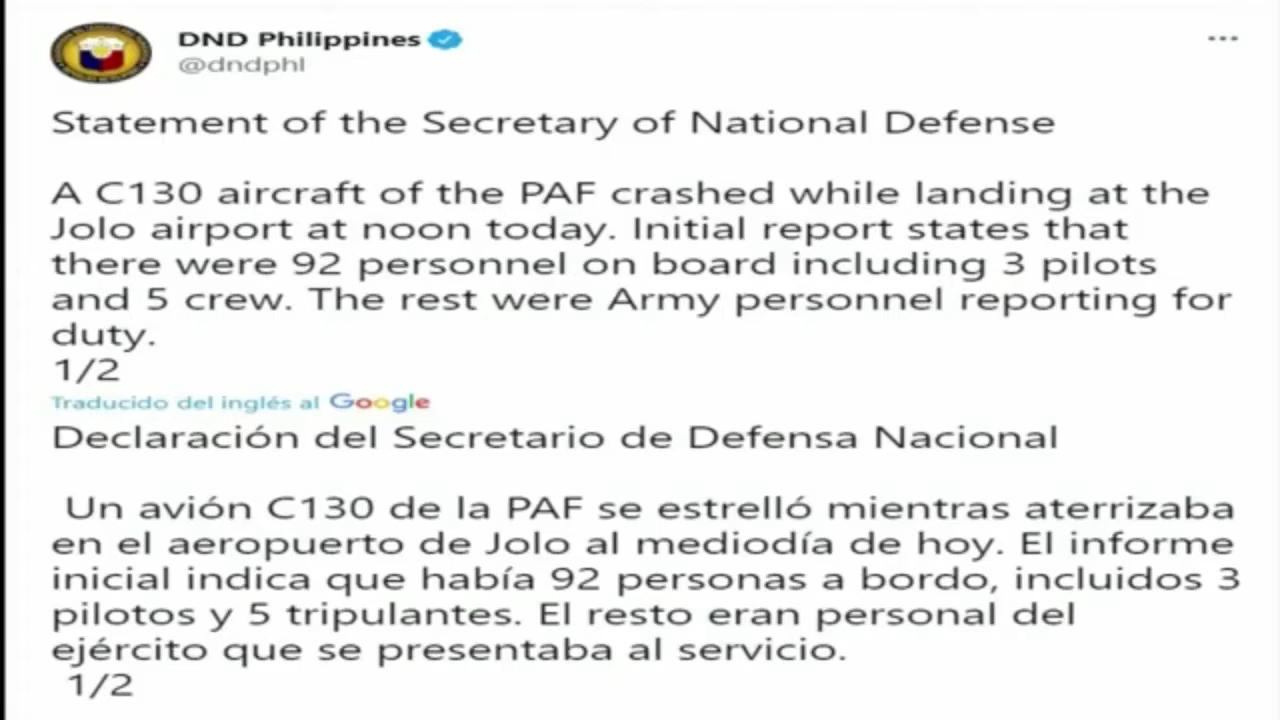 DND Philippines
@dndphl
Statement of the Secretary of National Defense
A C130 aircraft of the PAF crashed while landing at the
Jolo airport at noon today. Initial report states that
there were 92 personnel on board including 3 pilots
and 5 crew. The rest were Army personnel reporting for
duty.
1/2
Traducido del inglés al Google
Declaración del Secretario de Defensa Nacional
Un avión C130 de la PAF se estrelló mientras aterrizaba
en el aeropuerto de Jolo al mediodía de hoy. El informe
inicial indica que había 92 personas a bordo, incluidos 3
pilotos y 5 tripulantes. El resto eran personal del
ejército que se presentaba al servicio.
1/2